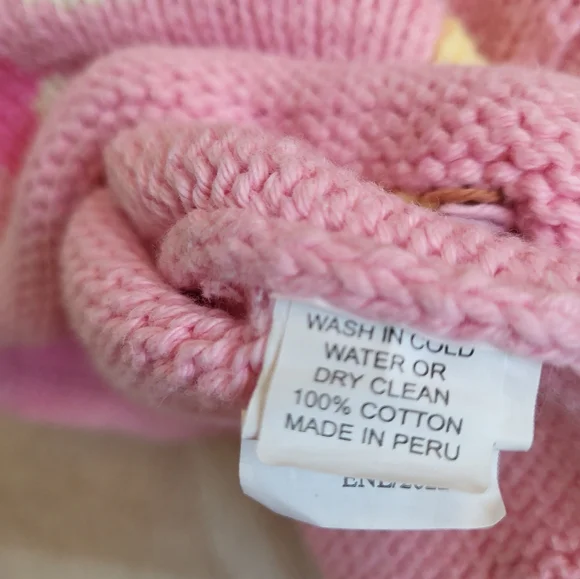 WASH IN COLD
WATER OR
DRY CLEAN
100% COTTON
MADE IN PERU